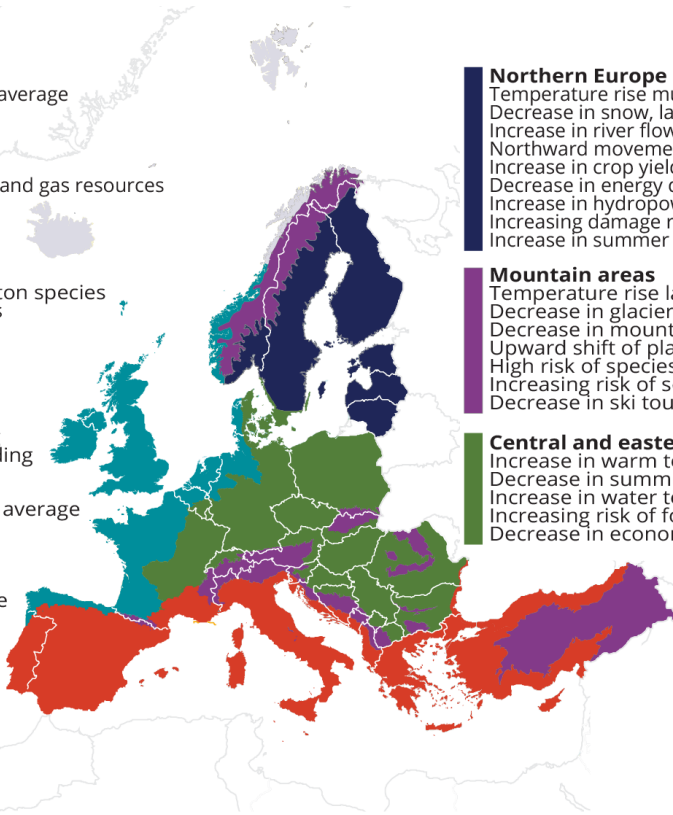 average
and gas resources
ton species
s
ding
average
e
Northern Europe
Temperature rise mu
Decrease in snow, la
Increase in river flow
Northward moveme
Increase in crop yield
Decrease in energy d
Increase in hydropow
Increasing damage r
Increase in summer
Mountain areas
Temperature rise la
Decrease in glacier
Decrease in mount
Upward shift of pla
High risk of species
Increasing risk of so
Decrease in ski tou
Central and easte
Increase in warm te
Decrease in summ
Increase in water te
Increasing risk of fo
Decrease in econom